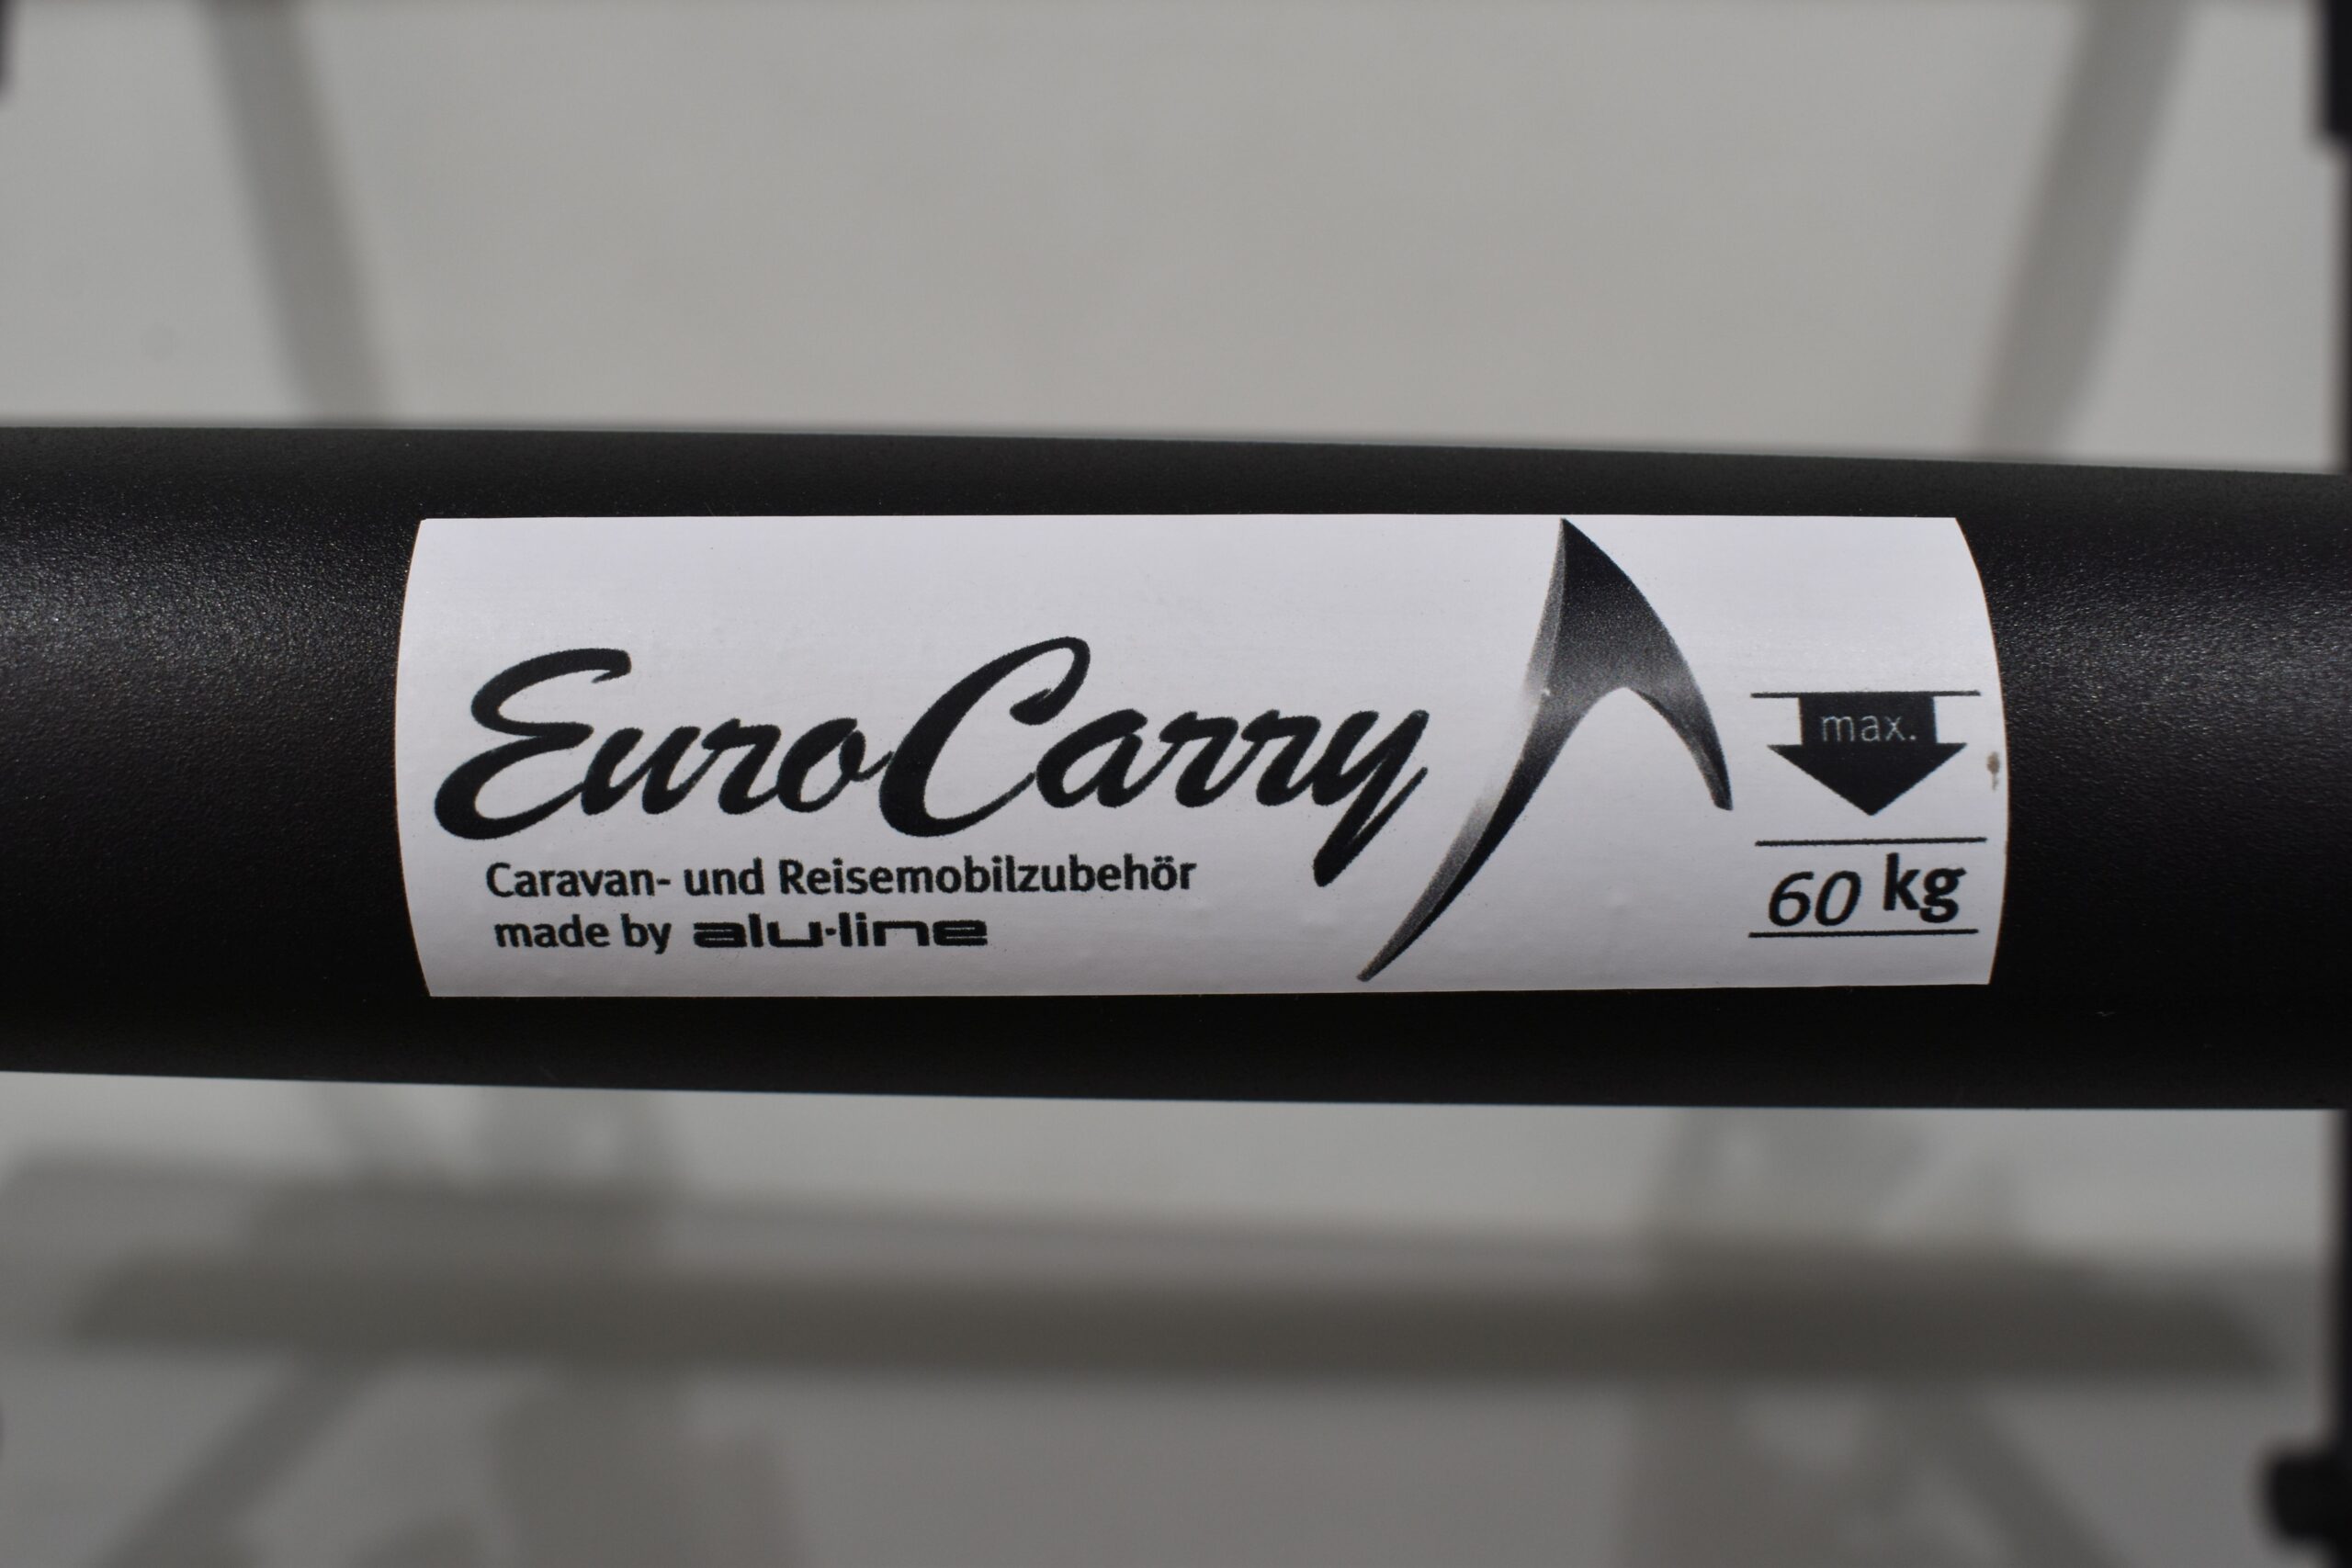 EuroCarry
Caravan- und Reisemobilzubehör
made by alu·line
max.
60 kg